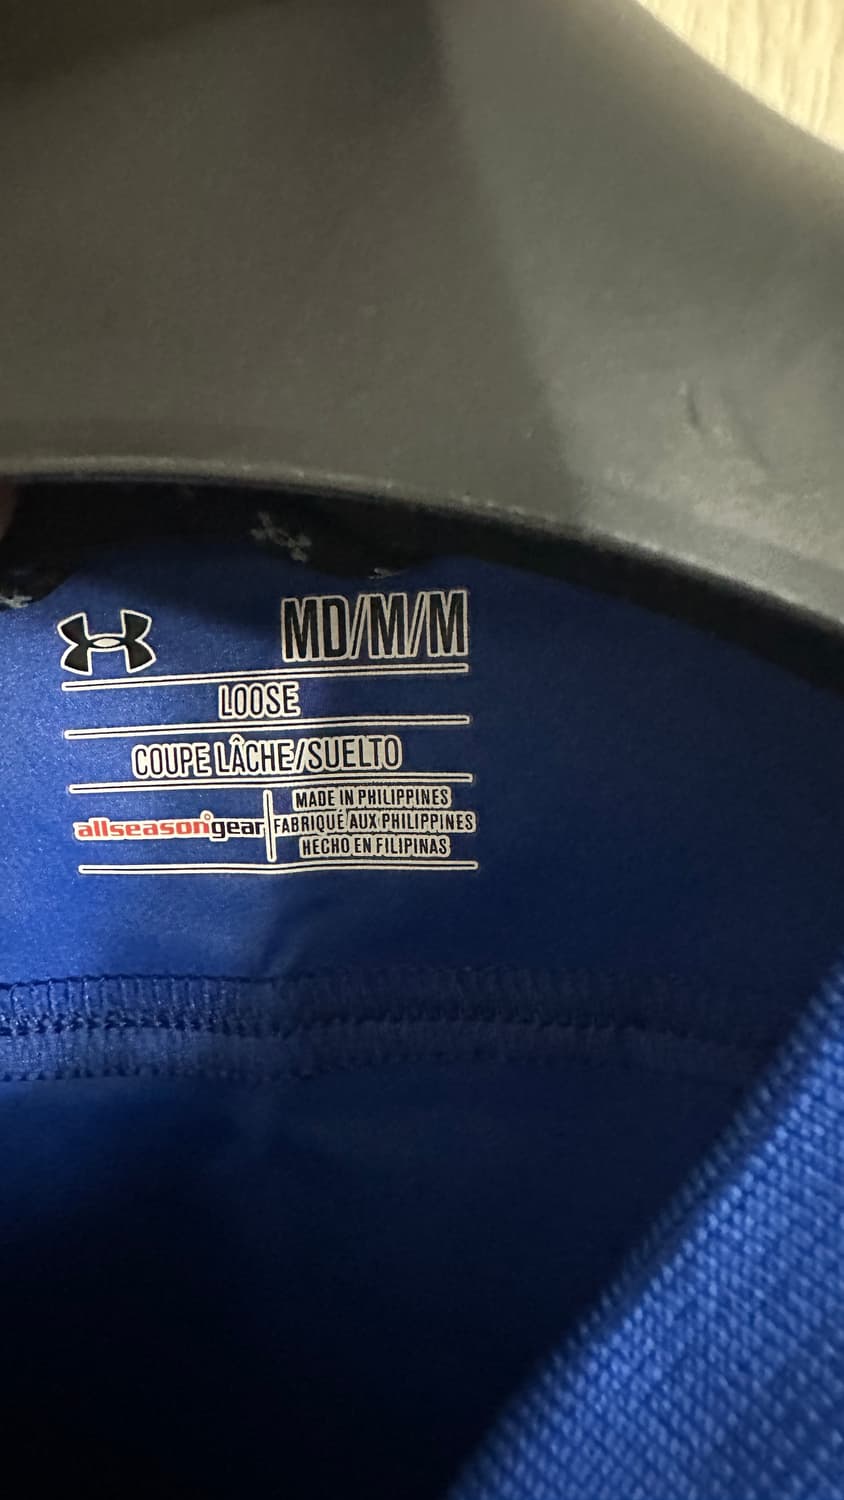 MD/M/M
LOOSE
COUPE LÂCHE/SUELTO
allseasongear
MADE IN PHILIPPINES
FABRIQUÉ AUX PHILIPPINES
HECHO EN FILIPINAS